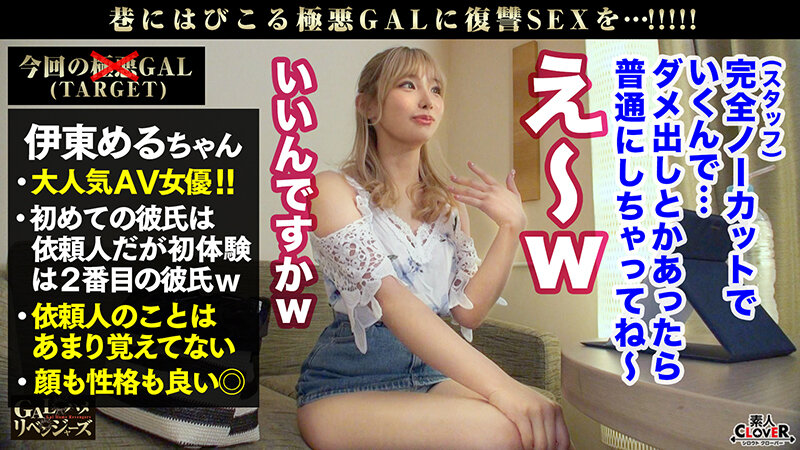 巷にはびこる極悪GALに復讐SEXを…!!!!!
今回の極悪GAL
(TARGET)
伊東めるちゃん
・大人気AV女優!!
・初めての彼氏は
依頼人だが初体験
は2番目の彼氏w
・依頼人のことは
あまり覚えてない
・顔も性格も良い◎
(スタッフ)
完全ノーカットで
いくんで…
ダメ出しとかあったら
普通にしちゃってね〜
え〜w
いいんですかw
リベンジャーズ
素人
CLOVER
シロウト クローバー